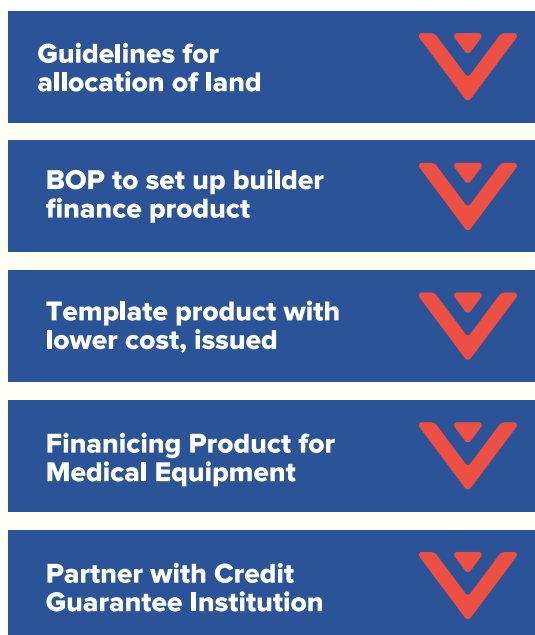 Guidelines for
allocation of land
BOP to set up builder
finance product
Template product with
lower cost, issued
Finanicing Product for
Medical Equipment
Partner with Credit
Guarantee Institution